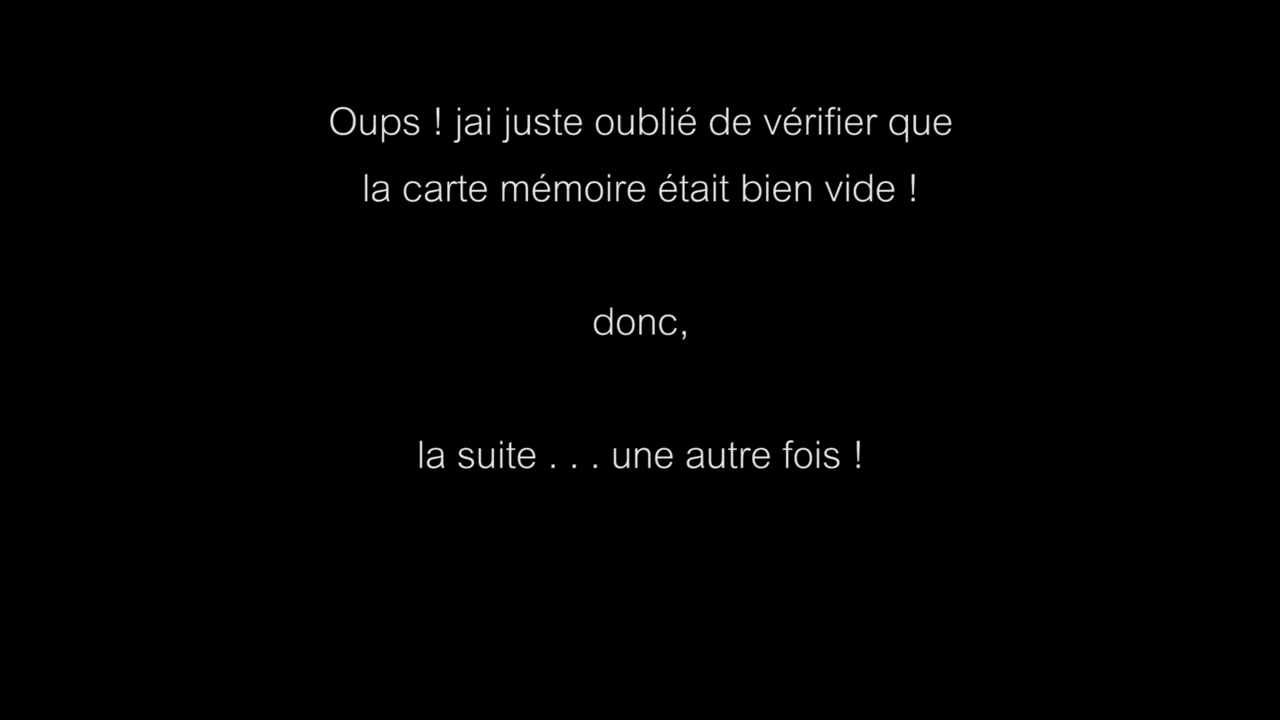 Oups ! jai juste oublié de vérifier que
la carte mémoire était bien vide !
donc,
la suite . . . une autre fois !